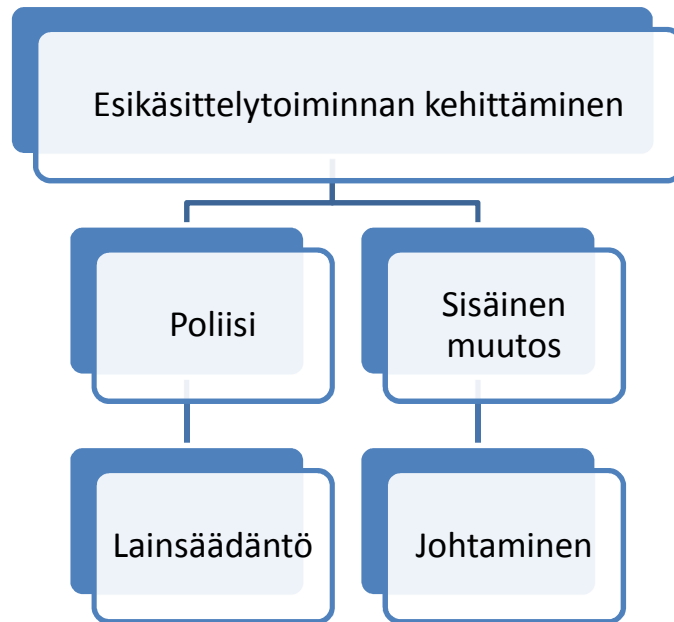 Esikäsittelytoiminnan kehittäminen
Poliisi
Sisäinen
muutos
Lainsäädäntö
Johtaminen